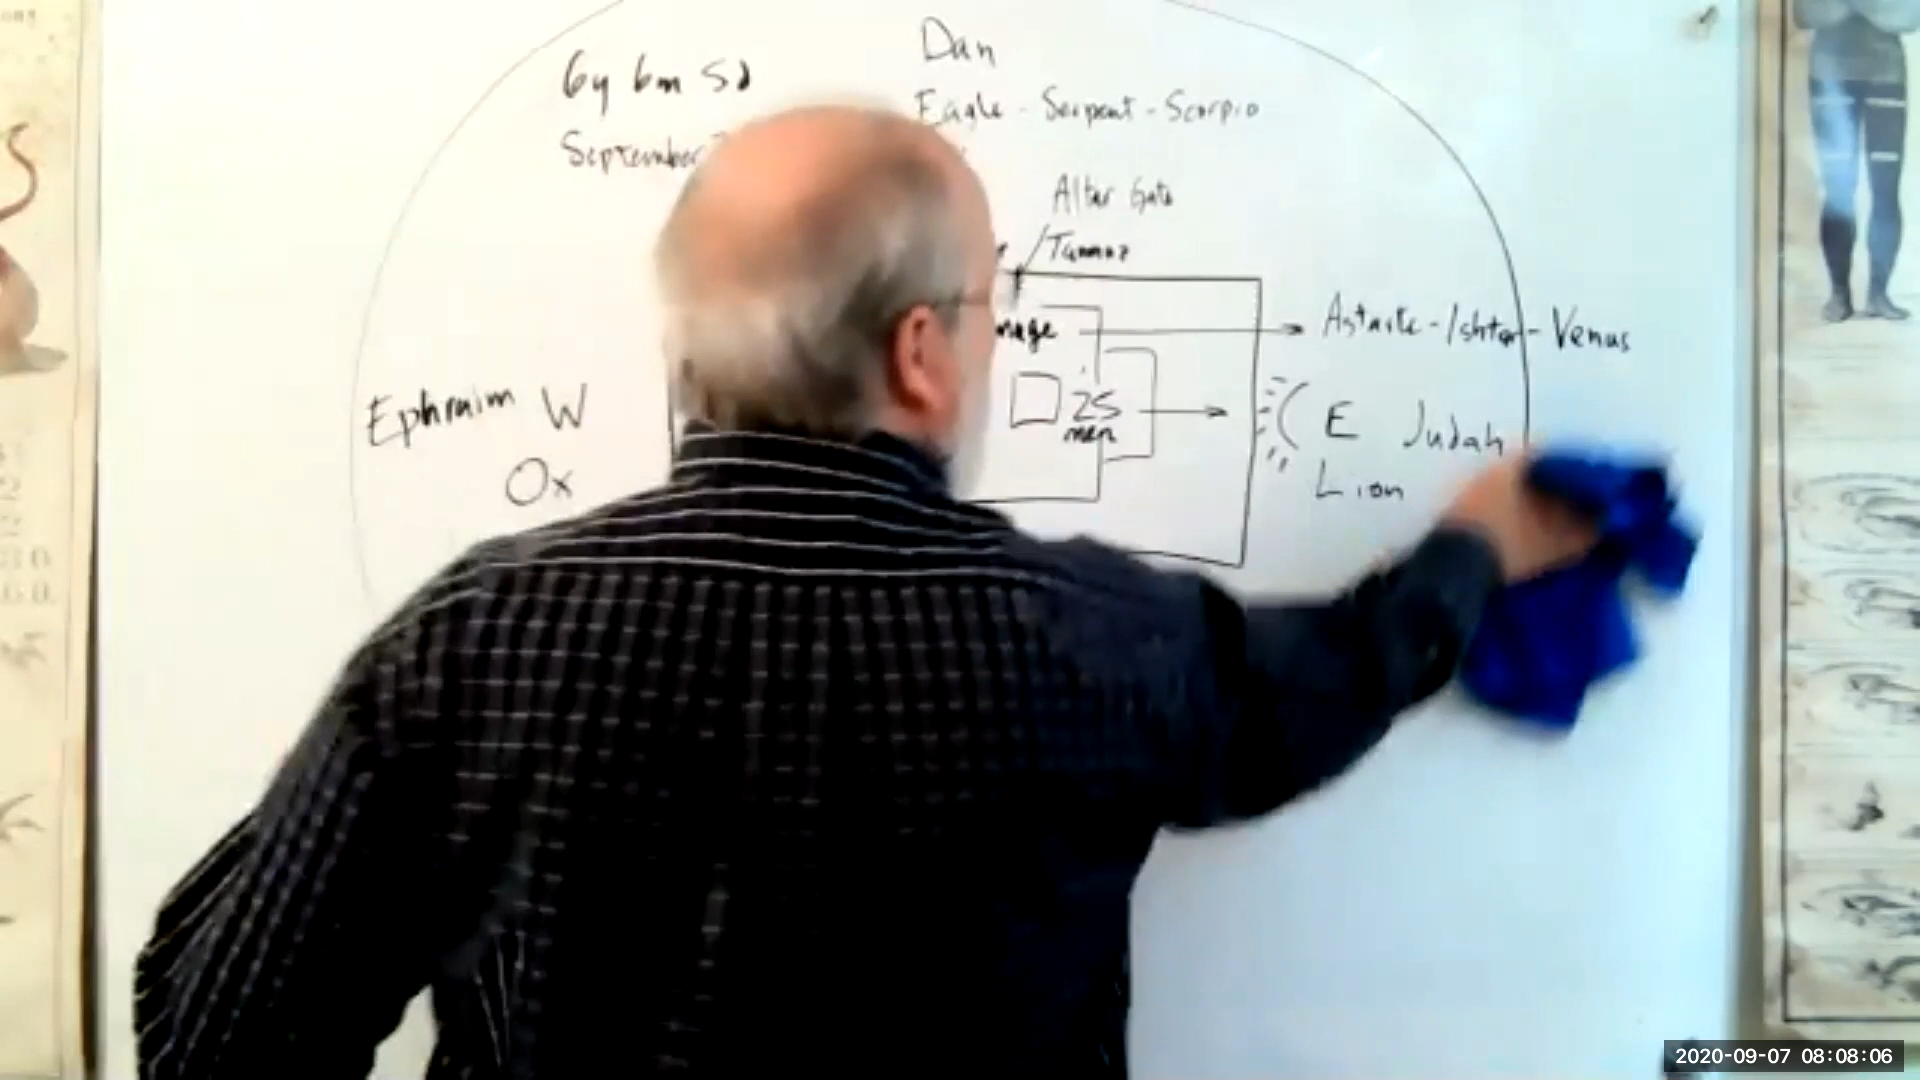 Dan
6y 6m 5d
Eagle - Serpent - Scorpio
September
Altar Gate
Tammuz
Astarte - Ishtar - Venus
25
men
Ephraim W
E Judah
Ox
Lion
2020-09-07 08:08:06